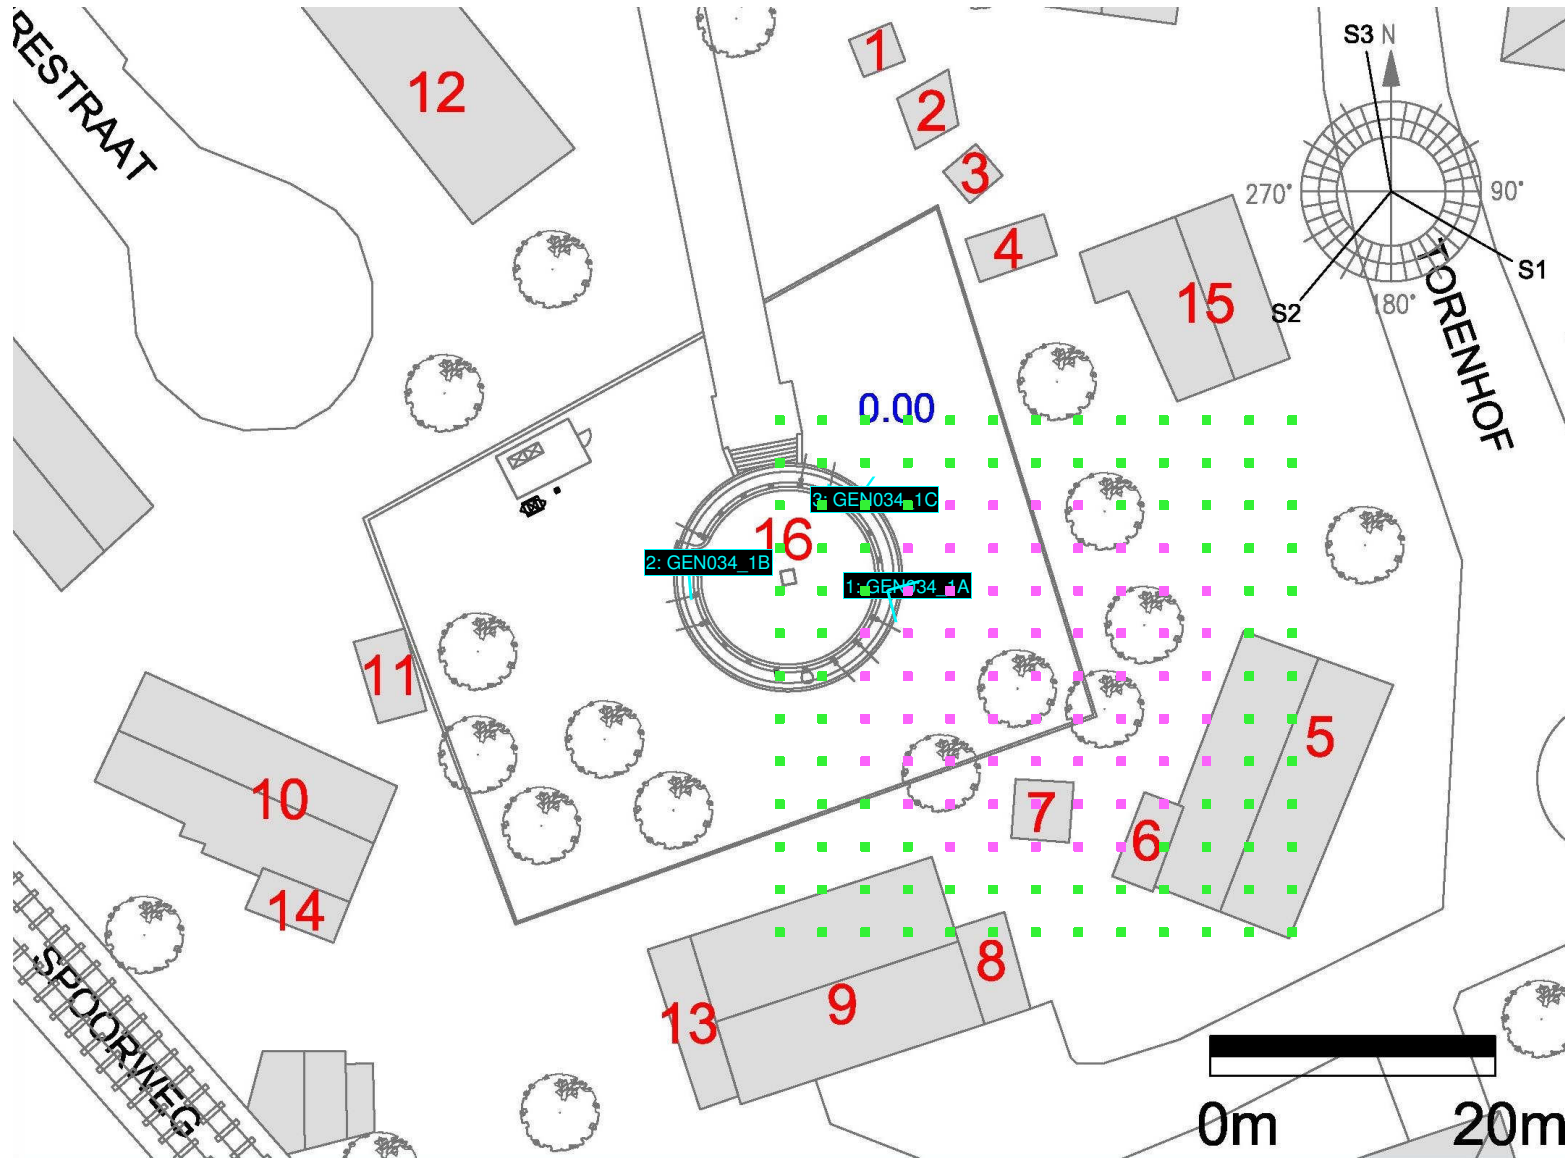 RESTRAAT
12
1
2
3
4
15
S3 N
270°
90°
S1
S2
180°
TORENHOF
0.00
3: GEN034_1C
16
2: GEN034_1B
1: GEN034_1A
11
10
14
5
7
6
8
9
13
SPOORWEG
0m
20m